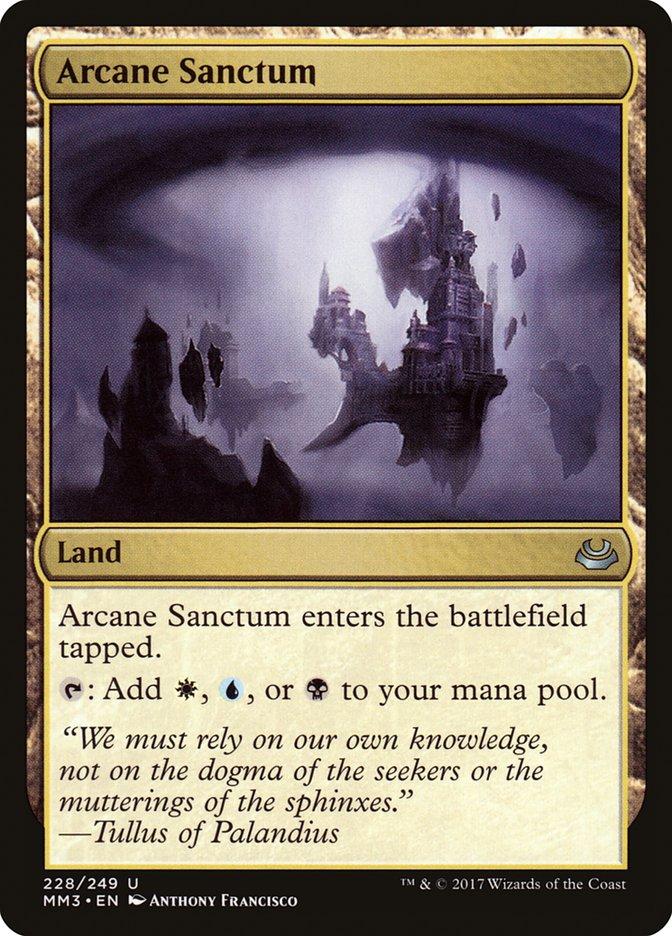 Arcane Sanctum
Land
Arcane Sanctum enters the battlefield
tapped.
: Add , , or to your mana pool.
“We must rely on our own knowledge,
not on the dogma of the seekers or the
mutterings of the sphinxes.”
—Tullus of Palandius
228/249 U
MM3 • EN Anthony Francisco
™ & © 2017 Wizards of the Coast